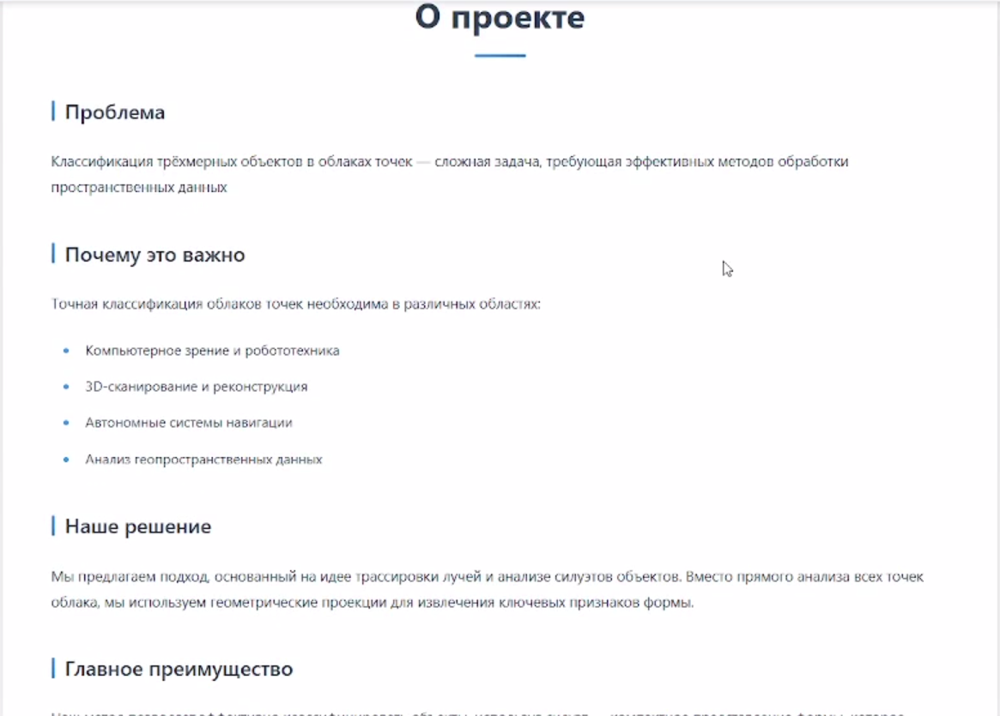 О проекте
Проблема
Классификация трёхмерных объектов в облаках точек — сложная задача, требующая эффективных методов обработки
пространственных данных
Почему это важно
Точная классификация облаков точек необходима в различных областях:
Компьютерное зрение и робототехника
3D-сканирование и реконструкция
Автономные системы навигации
Анализ геопространственных данных
Наше решение
Мы предлагаем подход, основанный на идее трассировки лучей и анализе силуэтов объектов. Вместо прямого анализа всех точек
облака, мы используем геометрические проекции для извлечения ключевых признаков формы.
Главное преимущество